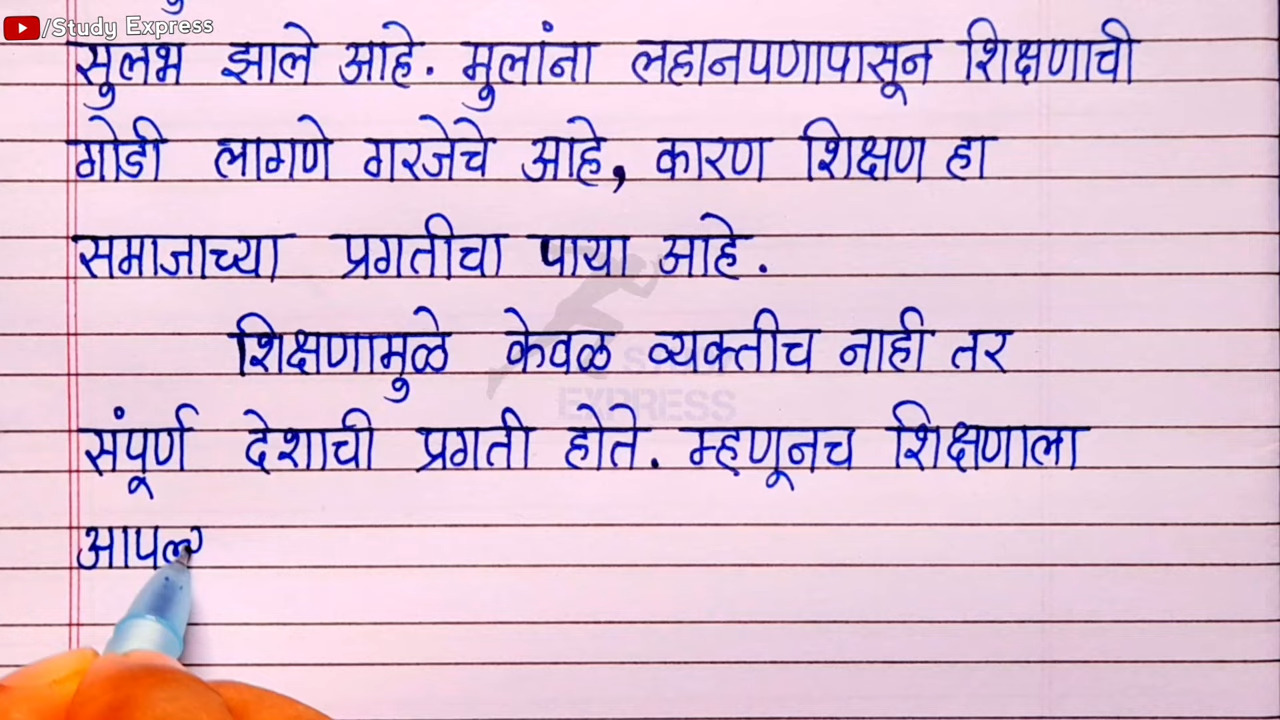 /Study Express
सुलभ झाले आहे. मुलांना लहानपणापासून शिक्षणाची
गोडी लागणे गरजेचे आहे, कारण शिक्षण हा
समाजाच्या प्रगतीचा पाया आहे.
शिक्षणामुळे केवळ व्यक्तीच नाही तर
EXPRESS
संपूर्ण देशाची प्रगती होते. म्हणूनच शिक्षणाला